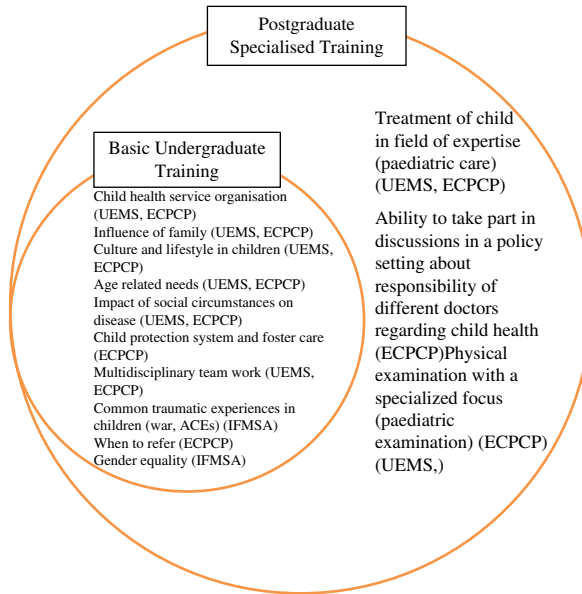 Postgraduate
Specialised Training
Basic Undergraduate
Training
Child health service organisation
(UEMS, ECPCP)
Influence of family (UEMS, ECPCP)
Culture and lifestyle in children (UEMS,
ECPCP)
Age related needs (UEMS, ECPCP)
Impact of social circumstances on
disease (UEMS, ECPCP)
Child protection system and foster care
(ECPCP)
Multidisciplinary team work (UEMS,
ECPCP)
Common traumatic experiences in
children (war, ACEs) (IFMSA)
When to refer (ECPCP)
Gender equality (IFMSA)
Treatment of child
in field of expertise
(paediatric care)
(UEMS, ECPCP)
Ability to take part in
discussions in a policy
setting about
responsibility of
different doctors
regarding child health
(ECPCP)Physical
examination with a
specialized focus
(paediatric
examination) (ECPCP)
(UEMS,)